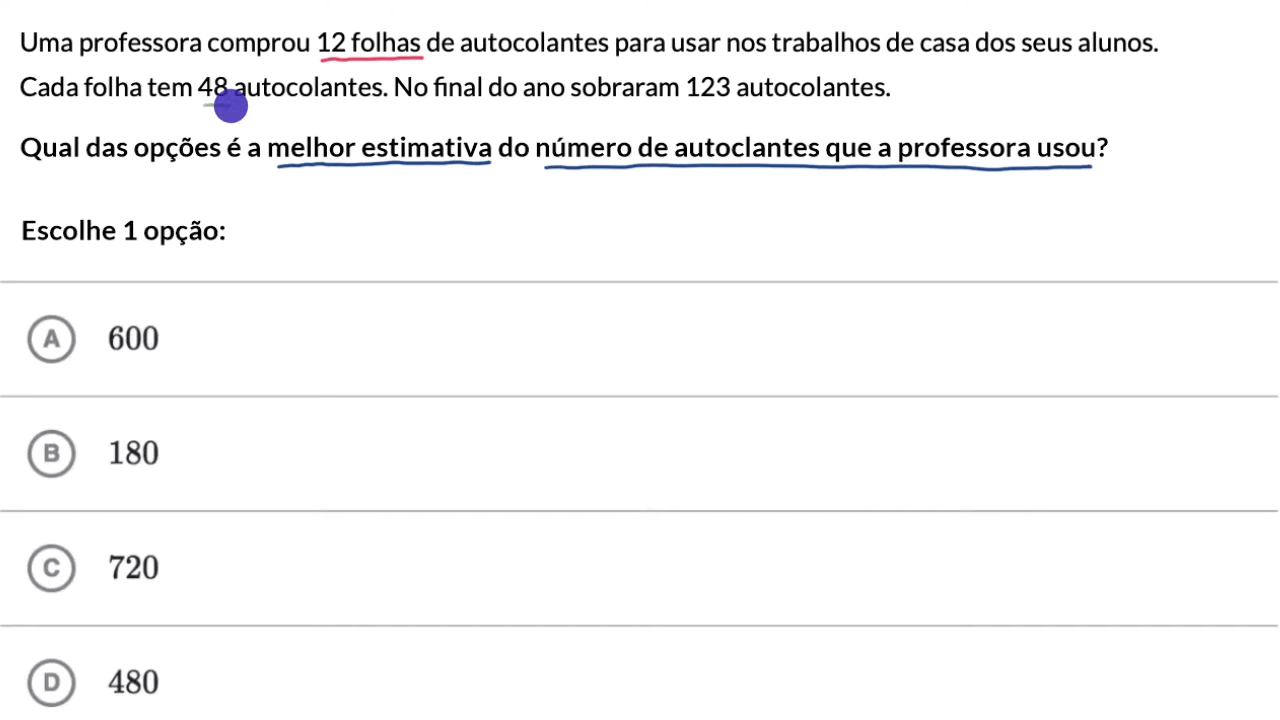 Uma professora comprou 12 folhas de autocolantes para usar nos trabalhos de casa dos seus alunos.
Cada folha tem 48 autocolantes. No final do ano sobraram 123 autocolantes.
Qual das opções é a melhor estimativa do número de autoclantes que a professora usou?
Escolhe 1 opção:
A 600
B 180
C 720
D 480